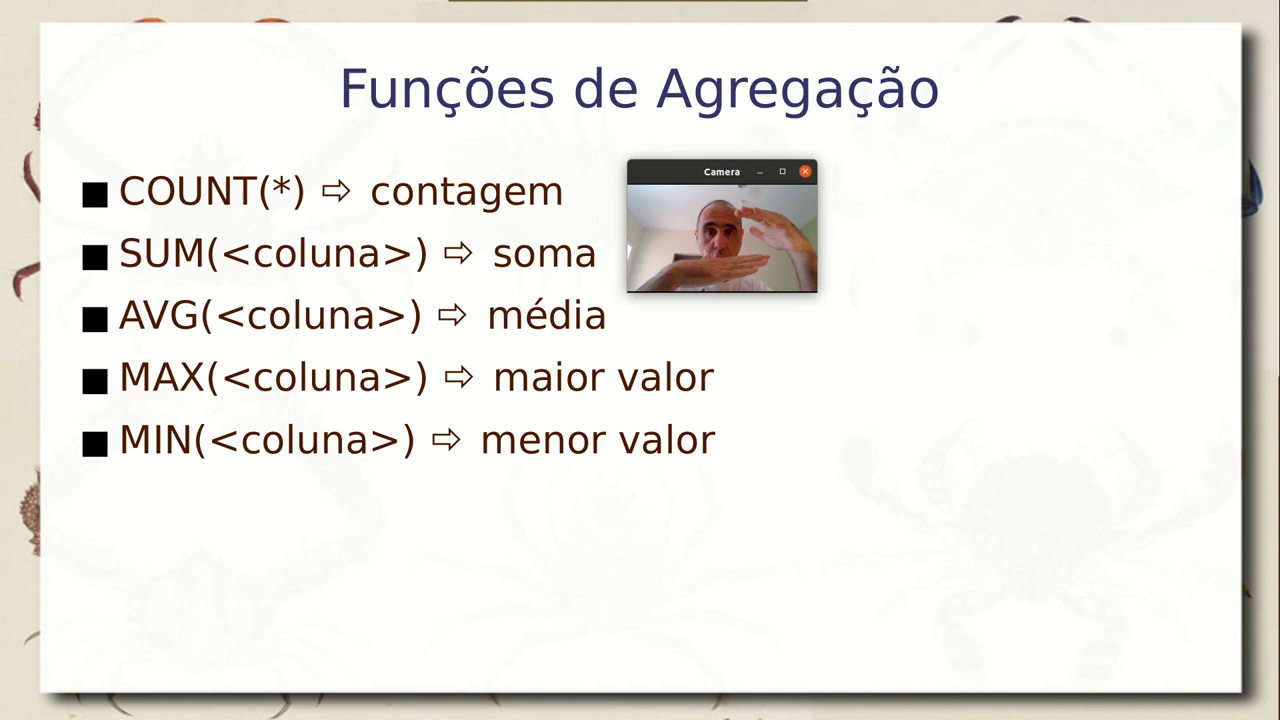 Funções de Agregação
■ COUNT(*) ⇨ contagem
Camera
■ SUM(<coluna>) ⇨ soma
■ AVG(<coluna>) ⇨ média
■ MAX(<coluna>) ⇨ maior valor
■ MIN(<coluna>) ⇨ menor valor